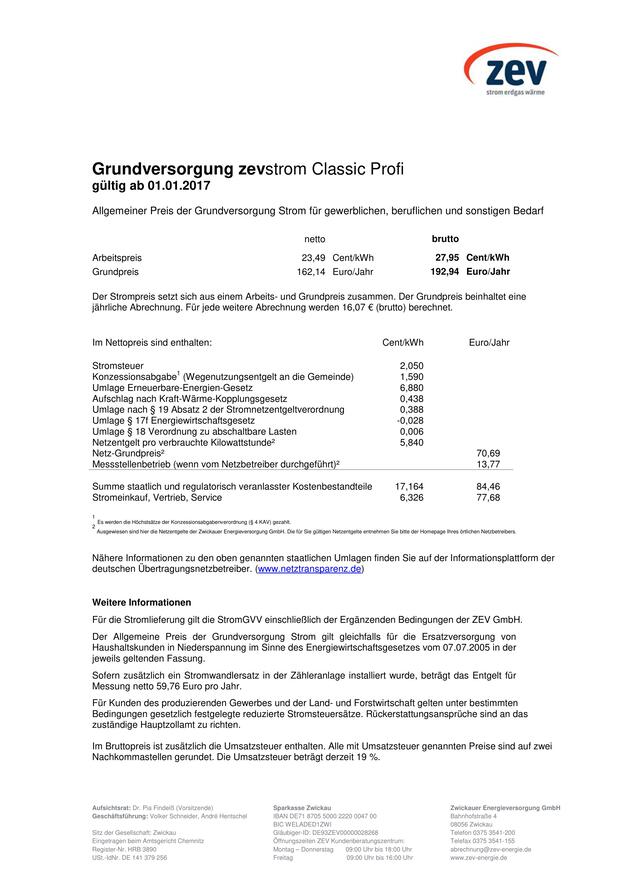 zev
strom erdgas wärme
Grundversorgung zevstrom Classic Profi
gültig ab 01.01.2017
Allgemeiner Preis der Grundversorgung Strom für gewerblichen, beruflichen und sonstigen Bedarf
netto brutto
Arbeitspreis 23,49 Cent/kWh 27,95 Cent/kWh
Grundpreis 162,14 Euro/Jahr 192,94 Euro/Jahr
Der Strompreis setzt sich aus einem Arbeits- und Grundpreis zusammen. Der Grundpreis beinhaltet eine
jährliche Abrechnung. Für jede weitere Abrechnung werden 16,07 € (brutto) berechnet.
Im Nettopreis sind enthalten: Cent/kWh Euro/Jahr
Stromsteuer 2,050
Konzessionsabgabe1 (Wegenutzungsentgelt an die Gemeinde) 1,590
Umlage Erneuerbare-Energien-Gesetz 6,880
Aufschlag nach Kraft-Wärme-Kopplungsgesetz 0,438
Umlage nach § 19 Absatz 2 der Stromnetzentgeltverordnung 0,388
Umlage § 17f Energiewirtschaftsgesetz -0,028
Umlage § 18 Verordnung zu abschaltbare Lasten 0,006
Netzentgelt pro verbrauchte Kilowattstunde² 5,840
Netz-Grundpreis² 70,69
Messstellenbetrieb (wenn vom Netzbetreiber durchgeführt)² 13,77
Summe staatlich und regulatorisch veranlasster Kostenbestandteile 17,164 84,46
Stromeinkauf, Vertrieb, Service 6,326 77,68
1 Es werden die Höchstsätze der Konzessionsabgabenverordnung (§ 4 KAV) gezahlt.
2 Ausgewiesen sind hier die Netzentgelte der Zwickauer Energieversorgung GmbH. Die für Sie gültigen Netzentgelte entnehmen Sie bitte der Homepage Ihres örtlichen Netzbetreibers.
Nähere Informationen zu den oben genannten staatlichen Umlagen finden Sie auf der Informationsplattform der
deutschen Übertragungsnetzbetreiber. (www.netztransparenz.de)
Weitere Informationen
Für die Stromlieferung gilt die StromGVV einschließlich der Ergänzenden Bedingungen der ZEV GmbH.
Der Allgemeine Preis der Grundversorgung Strom gilt gleichfalls für die Ersatzversorgung von
Haushaltskunden in Niederspannung im Sinne des Energiewirtschaftsgesetzes vom 07.07.2005 in der
jeweils geltenden Fassung.
Sofern zusätzlich ein Stromwandlersatz in der Zähleranlage installiert wurde, beträgt das Entgelt für
Messung netto 59,76 Euro pro Jahr.
Für Kunden des produzierenden Gewerbes und der Land- und Forstwirtschaft gelten unter bestimmten
Bedingungen gesetzlich festgelegte reduzierte Stromsteuersätze. Rückerstattungsansprüche sind an das
zuständige Hauptzollamt zu richten.
Im Bruttopreis ist zusätzlich die Umsatzsteuer enthalten. Alle mit Umsatzsteuer genannten Preise sind auf zwei
Nachkommastellen gerundet. Die Umsatzsteuer beträgt derzeit 19 %.
Aufsichtsrat: Dr. Pia Findeiß (Vorsitzende)
Geschäftsführung: Volker Schneider, André Hentschel
Sitz der Gesellschaft: Zwickau
Eingetragen beim Amtsgericht Chemnitz
Register-Nr. HRB 3890
USt.-IdNr. DE 141 379 256
Sparkasse Zwickau
IBAN DE71 8705 5000 2220 0047 00
BIC WELADED1ZWI
Gläubiger-ID: DE93ZEV00000028268
Öffnungszeiten ZEV Kundenberatungszentrum:
Montag – Donnerstag 09:00 Uhr bis 18:00 Uhr
Freitag 09:00 Uhr bis 16:00 Uhr
Zwickauer Energieversorgung GmbH
Bahnhofstraße 4
08056 Zwickau
Telefon 0375 3541-200
Telefax 0375 3541-155
abrechnung@zev-energie.de
www.zev-energie.de